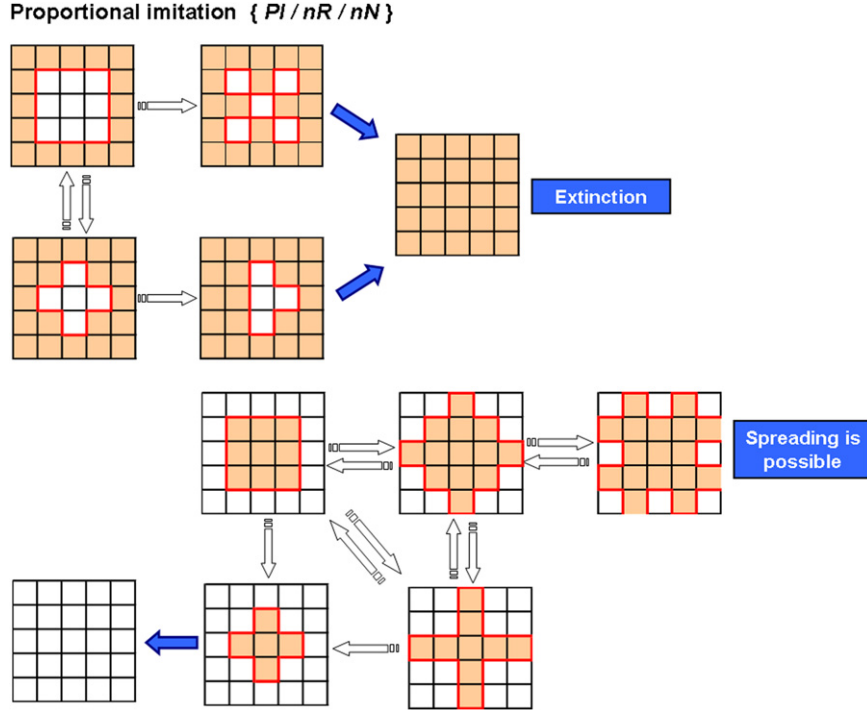 Proportional imitation { PI / nR / nN }
Extinction
Spreading is
possible